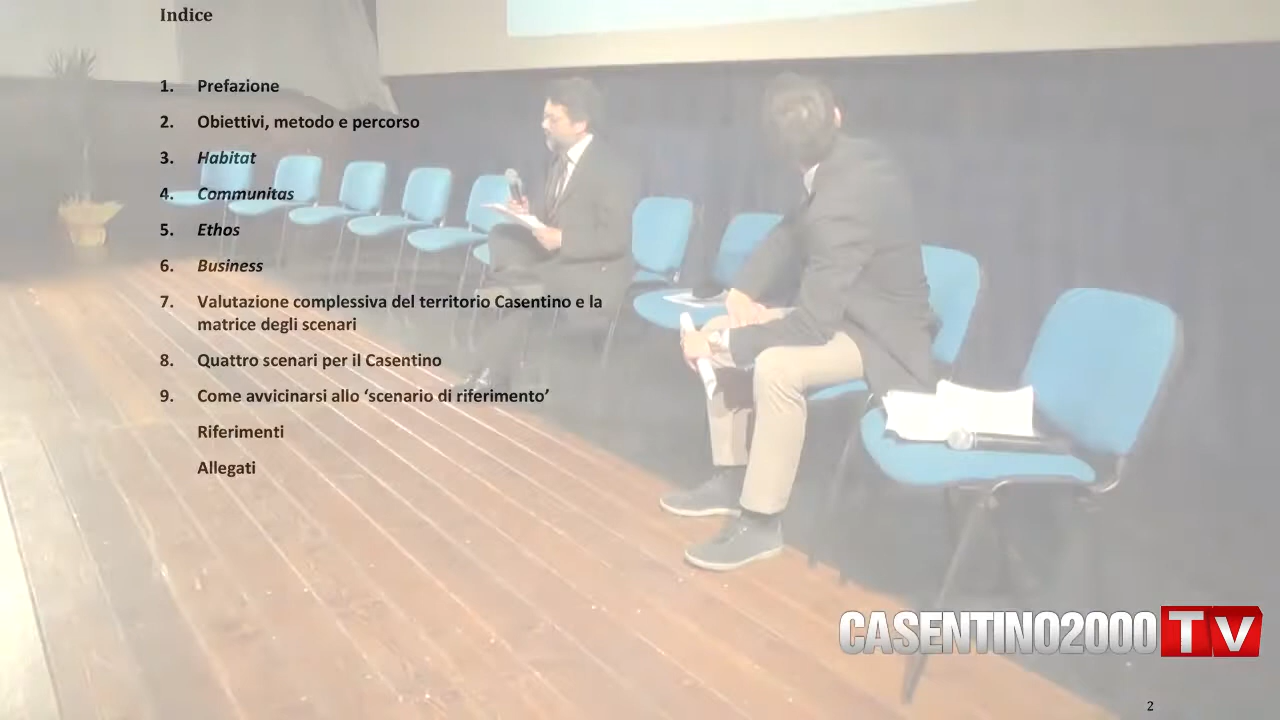 Indice
1. Prefazione
2. Obiettivi, metodo e percorso
3. Habitat
4. Communitas
5. Ethos
6. Business
7. Valutazione complessiva del territorio Casentino e la
matrice degli scenari
8. Quattro scenari per il Casentino
9. Come avvicinarsi allo ‘scenario di riferimento’
Riferimenti
Allegati
CASENTINO2000 TV
2